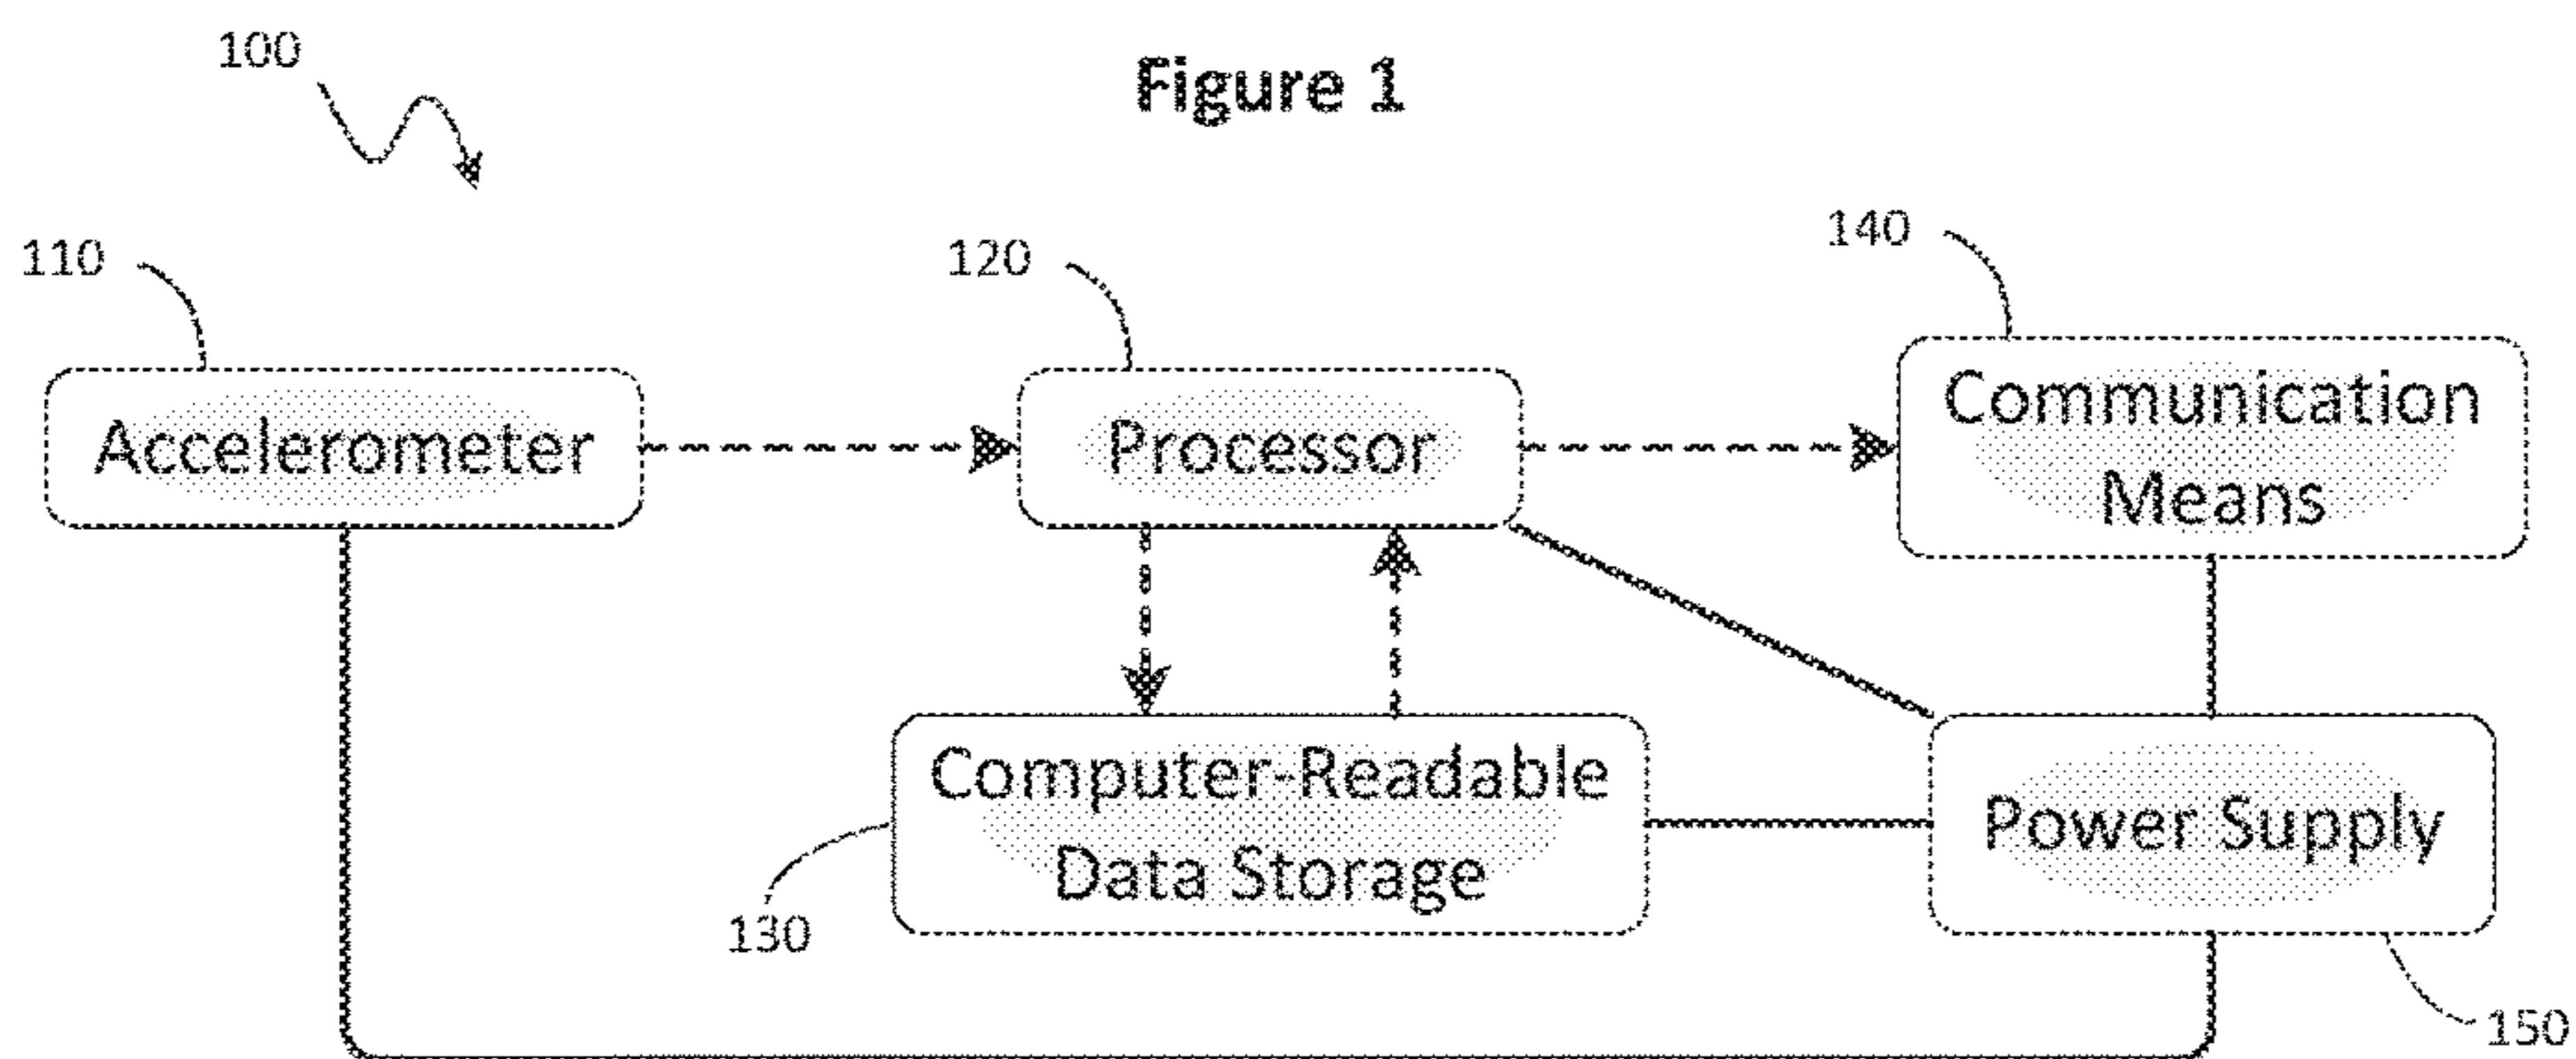 100
Figure 1
110
120
140
Accelerometer
Processor
Communication
Means
Computer-Readable
Data Storage
Power Supply
130
150